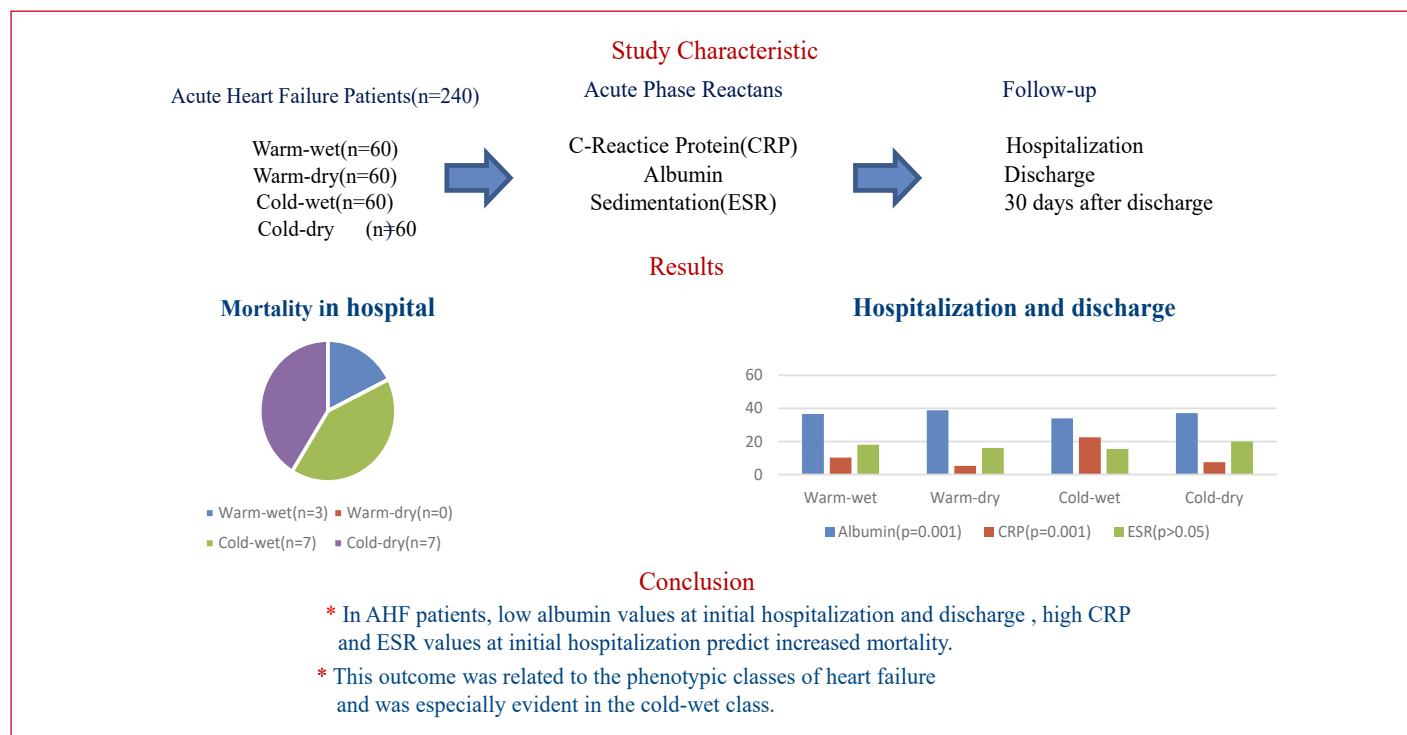 Study Characteristic
Acute Heart Failure Patients(n=240)
Warm-wet(n=60)
Warm-dry(n=60)
Cold-wet(n=60)
Cold-dry (n=)60
Acute Phase Reactans
C-Reactice Protein(CRP)
Albumin
Sedimentation(ESR)
Follow-up
Hospitalization
Discharge
30 days after discharge
Results
Mortality in hospital
Warm-wet(n=3) Warm-dry(n=0)
Cold-wet(n=7) Cold-dry(n=7)
Hospitalization and discharge
60
40
20
0
Warm-wet Warm-dry Cold-wet Cold-dry
Albumin(p=0.001) CRP(p=0.001) ESR(p>0.05)
Conclusion
* In AHF patients, low albumin values at initial hospitalization and discharge , high CRP
and ESR values at initial hospitalization predict increased mortality.
* This outcome was related to the phenotypic classes of heart failure
and was especially evident in the cold-wet class.